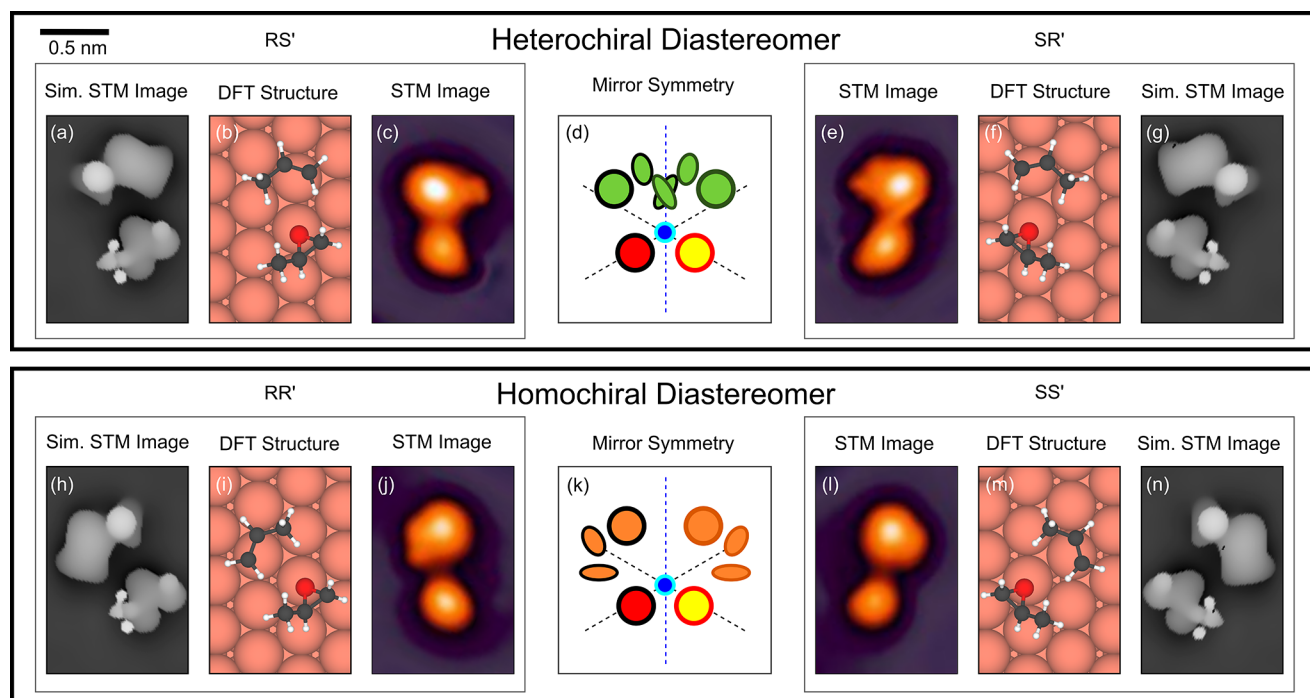 0.5 nm
RS'
Heterochiral Diastereomer
SR'
Sim. STM Image
DFT Structure
STM Image
Mirror Symmetry
STM Image
DFT Structure
Sim. STM Image
(a)
(b)
(c)
(d)
(e)
(f)
(g)
RR'
Homochiral Diastereomer
SS'
Sim. STM Image
DFT Structure
STM Image
Mirror Symmetry
STM Image
DFT Structure
Sim. STM Image
(h)
(i)
(j)
(k)
(l)
(m)
(n)